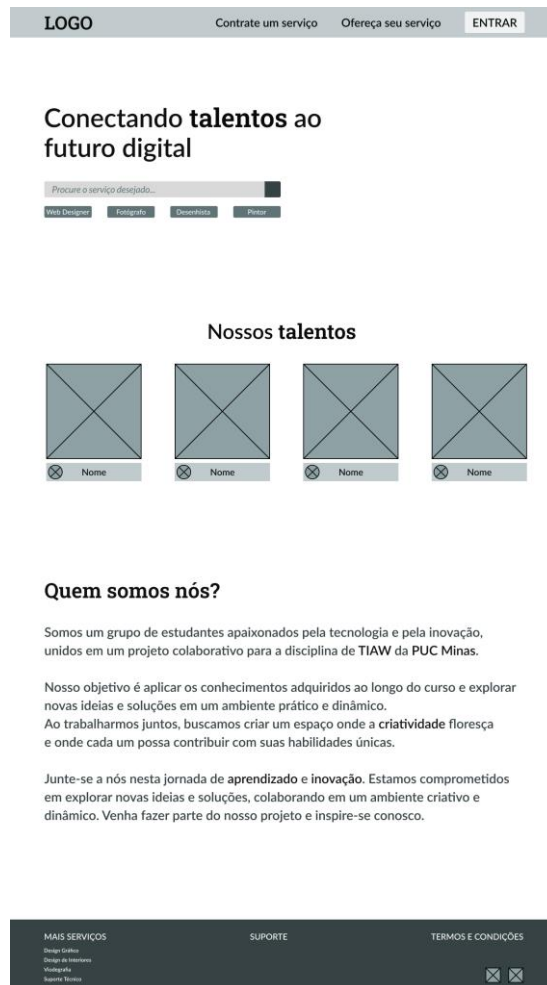 LOGO Contrate um serviço Ofereça seu serviço ENTRAR
Conectando talentos ao
futuro digital
Procure o serviço desejado...
Web Designer Fotógrafo Desenhista Pintor
Nossos talentos
Nome Nome Nome Nome
Quem somos nós?
Somos um grupo de estudantes apaixonados pela tecnologia e pela inovação,
unidos em um projeto colaborativo para a disciplina de TIAW da PUC Minas.
Nosso objetivo é aplicar os conhecimentos adquiridos ao longo do curso e explorar
novas ideias e soluções em um ambiente prático e dinâmico.
Ao trabalharmos juntos, buscamos criar um espaço onde a criatividade floresça
e onde cada um possa contribuir com suas habilidades únicas.
Junte-se a nós nesta jornada de aprendizado e inovação. Estamos comprometidos
em explorar novas ideias e soluções, colaborando em um ambiente criativo e
dinâmico. Venha fazer parte do nosso projeto e inspire-se conosco.
MAIS SERVIÇOS SUPORTE TERMOS E CONDIÇÕES
Design Gráfico
Design de Interiores
Suporte Técnico